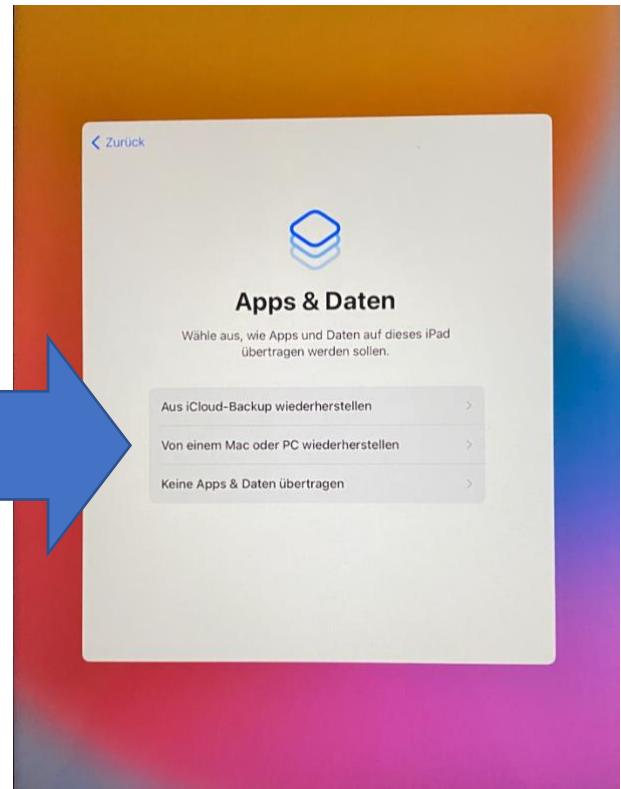 Zurück
Apps & Daten
Wähle aus, wie Apps und Daten auf dieses iPad
übertragen werden sollen.
Aus iCloud-Backup wiederherstellen
Von einem Mac oder PC wiederherstellen
Keine Apps & Daten übertragen